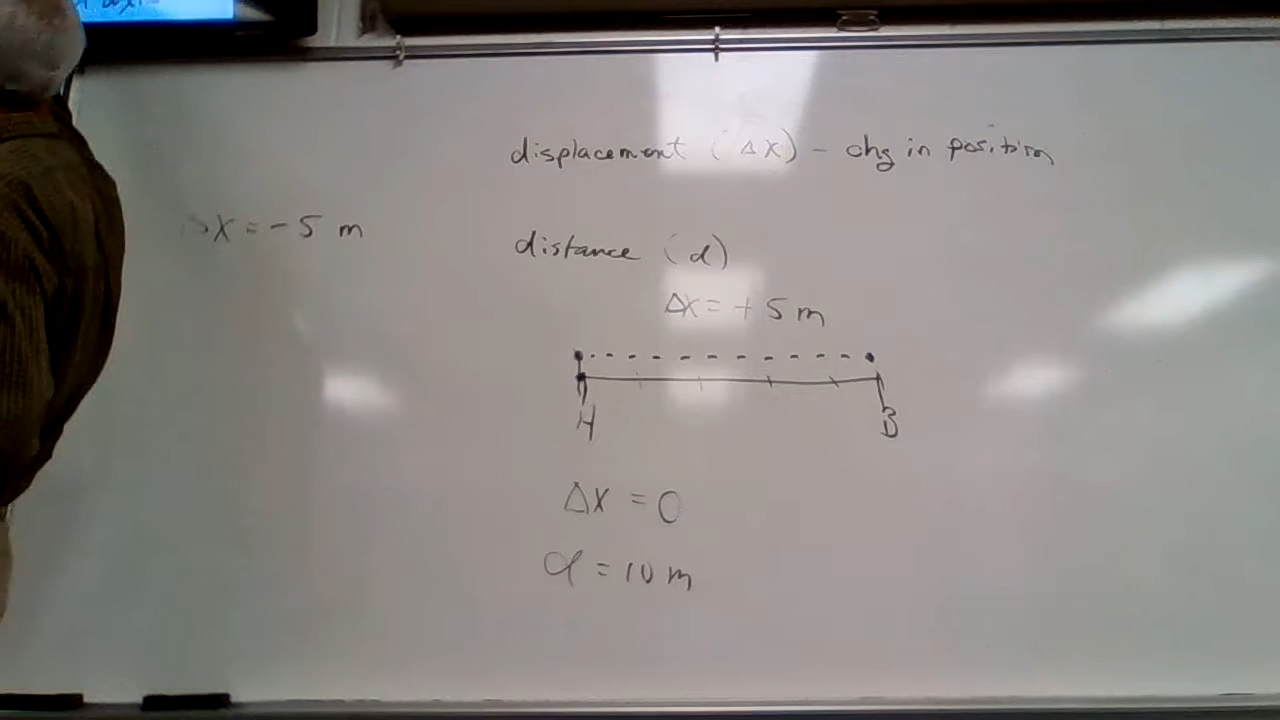 displacement (Δx) - chg in position
Δx = -5 m
distance (d)
Δx = +5 m
H B
Δx = 0
d = 10 m